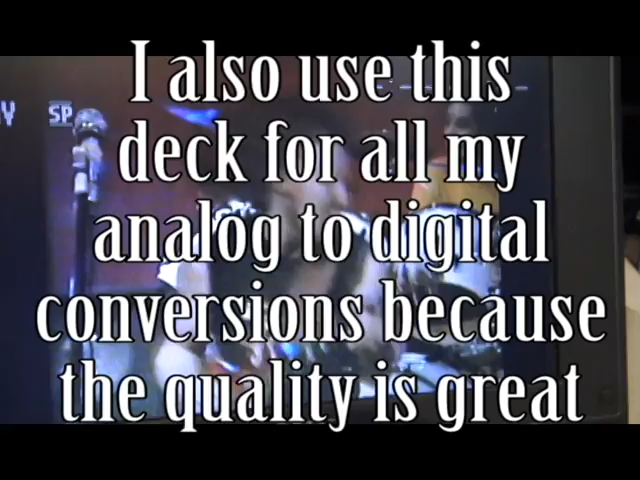 I also use this
SP
deck for all my
analog to digital
conversions because
the quality is great